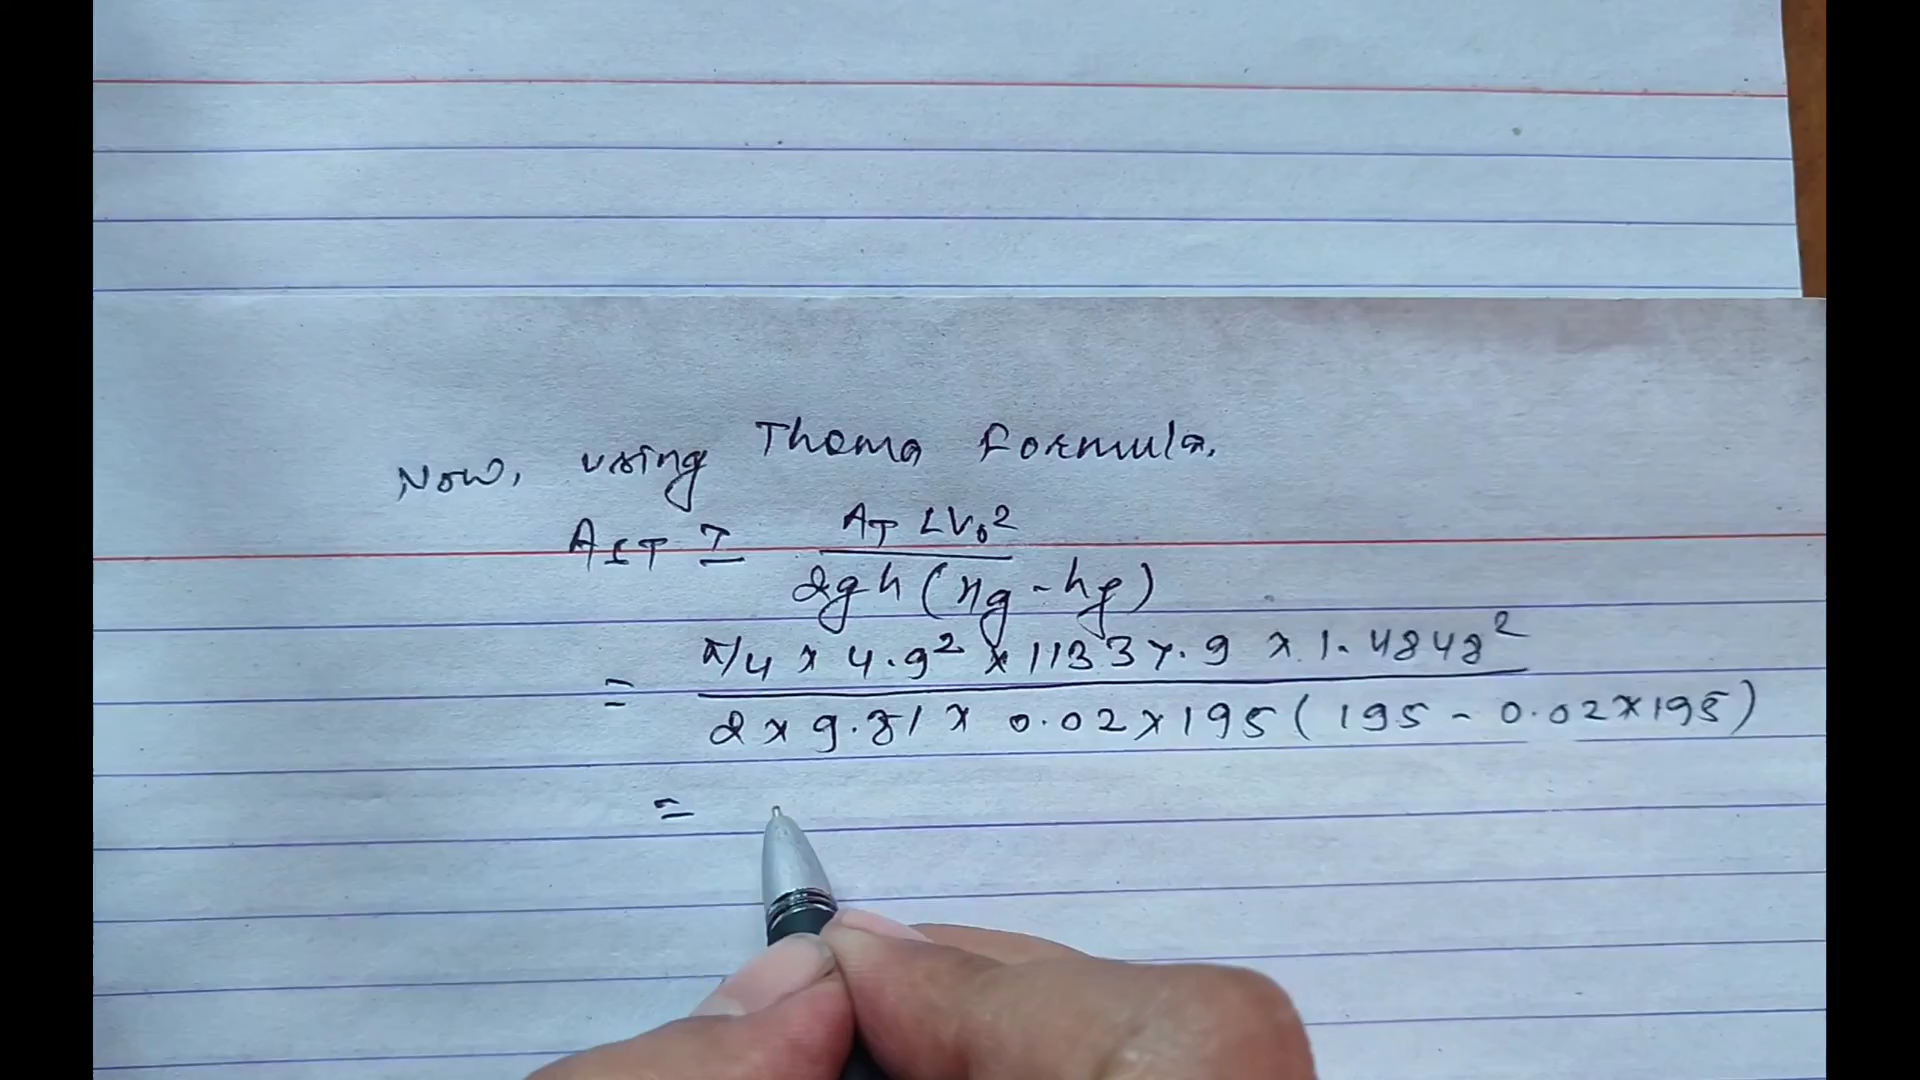 Now, using Thoma Formula.
AST ≥ AT LV₀² / 2gh (Hg - hf)
= π/4 × 4.9² × 11337.9 × 1.4848² / 2 × 9.81 × 0.02 × 195 (195 - 0.02 × 195)
=